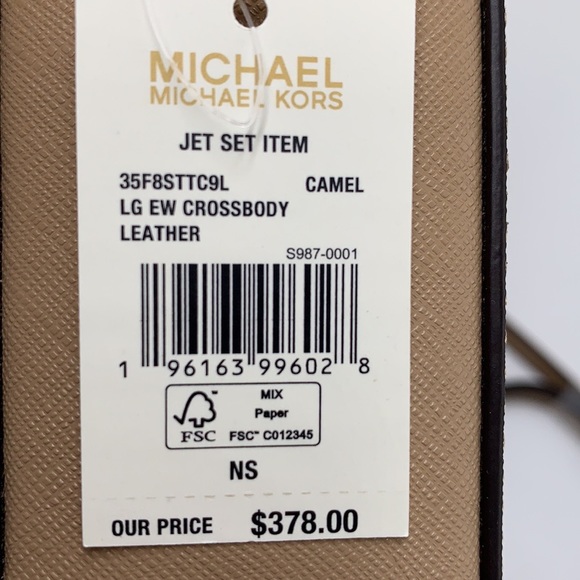 MICHAEL
MICHAEL KORS
JET SET ITEM
35F8STTC9L CAMEL
LG EW CROSSBODY
LEATHER
S987-0001
1 96163 99602 8
MIX
Paper
FSC FSC™ C012345
NS
OUR PRICE $378.00